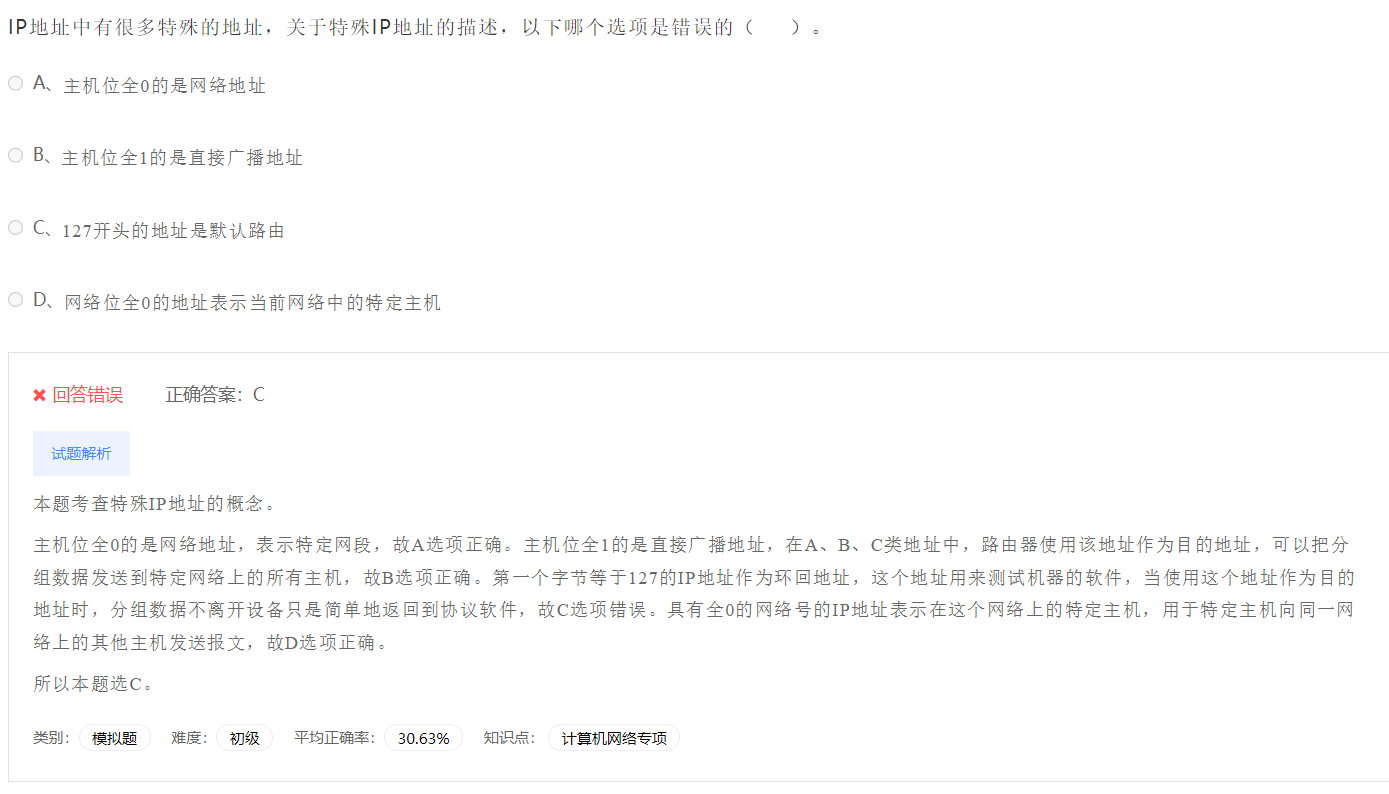 IP地址中有很多特殊的地址，关于特殊IP地址的描述，以下哪个选项是错误的（　　）。
A、主机位全0的是网络地址
B、主机位全1的是直接广播地址
C、127开头的地址是默认路由
D、网络位全0的地址表示当前网络中的特定主机
✖ 回答错误 正确答案：C
试题解析
本题考查特殊IP地址的概念。
主机位全0的是网络地址，表示特定网段，故A选项正确。主机位全1的是直接广播地址，在A、B、C类地址中，路由器使用该地址作为目的地址，可以把分
组数据发送到特定网络上的所有主机，故B选项正确。第一个字节等于127的IP地址作为环回地址，这个地址用来测试机器的软件，当使用这个地址作为目的
地址时，分组数据不离开设备只是简单地返回到协议软件，故C选项错误。具有全0的网络号的IP地址表示在这个网络上的特定主机，用于特定主机向同一网
络上的其他主机发送报文，故D选项正确。
所以本题选C。
类别： 模拟题 难度： 初级 平均正确率： 30.63% 知识点： 计算机网络专项